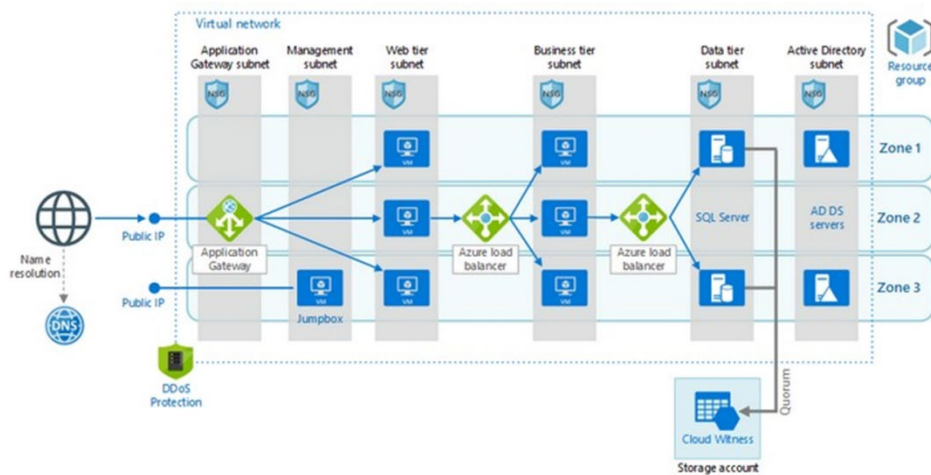 Virtual network
Application
Gateway subnet
Management
subnet
Web tier
subnet
Business tier
subnet
Data tier
subnet
Active Directory
subnet
Resource
group
NSG
NSG
NSG
NSG
NSG
NSG
VM
VM
Zone 1
Public IP
Application
Gateway
VM
Azure load
balancer
VM
Azure load
balancer
SQL Server
AD DS
servers
Zone 2
Name
resolution
DNS
Public IP
VM
Jumpbox
VM
VM
Zone 3
DDoS
Protection
Quorum
Cloud Witness
Storage account